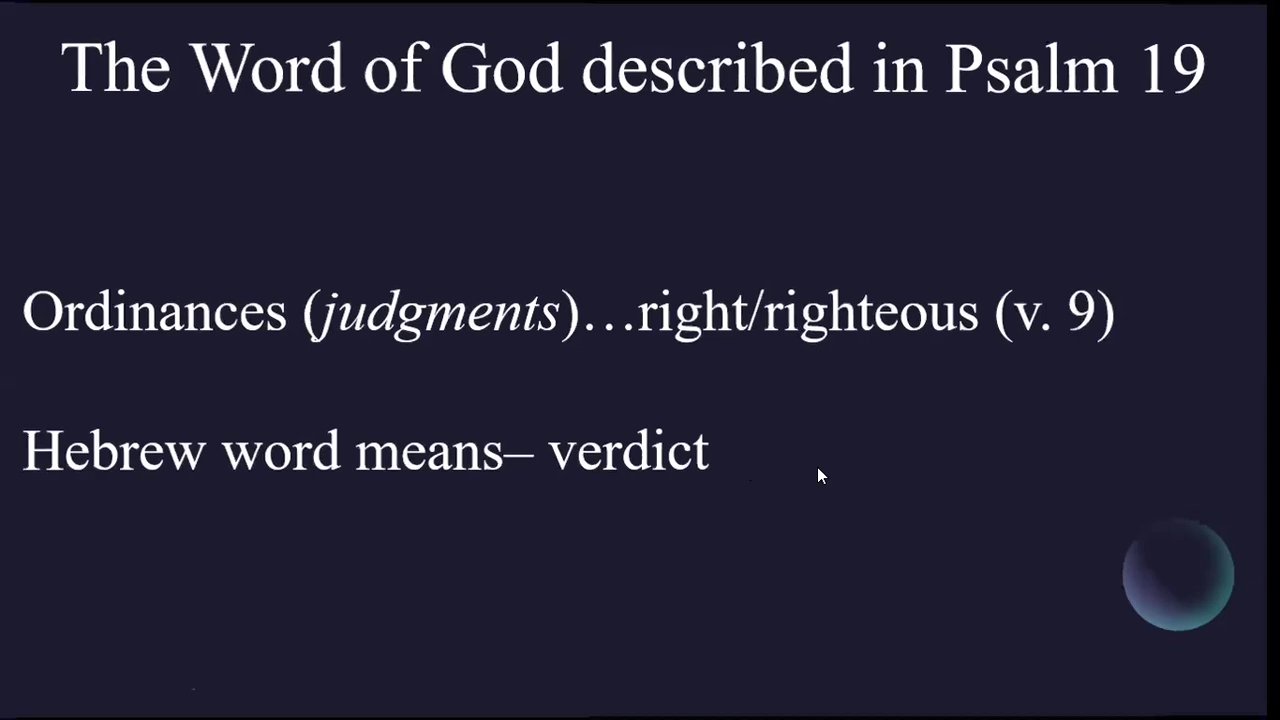 The Word of God described in Psalm 19
Ordinances (judgments)…right/righteous (v. 9)
Hebrew word means– verdict